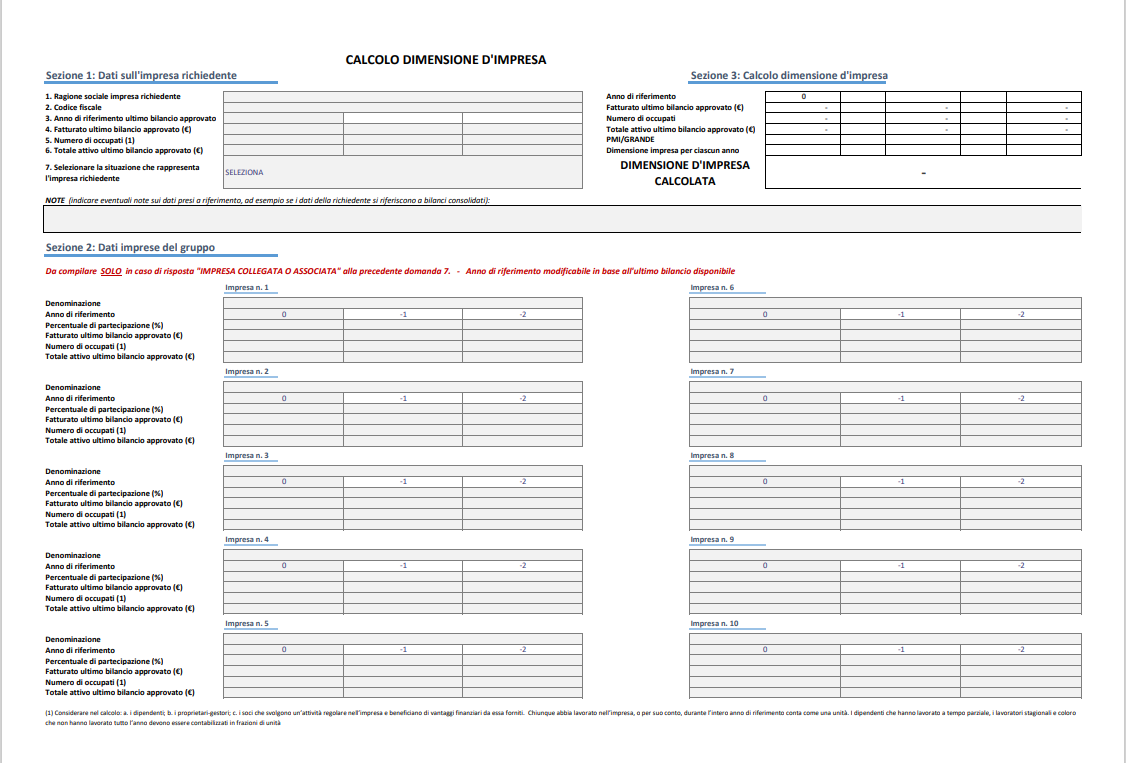 CALCOLO DIMENSIONE D'IMPRESA
Sezione 1: Dati sull'impresa richiedente
1. Ragione sociale impresa richiedente
2. Codice fiscale
3. Anno di riferimento ultimo bilancio approvato
4. Fatturato ultimo bilancio approvato (€)
5. Numero di occupati (1)
6. Totale attivo ultimo bilancio approvato (€)
7. Selezionare la situazione che rappresenta
l'impresa richiedente
SELEZIONA
Sezione 3: Calcolo dimensione d'impresa
Anno di riferimento 0
Fatturato ultimo bilancio approvato (€) - - -
Numero di occupati - - -
Totale attivo ultimo bilancio approvato (€) - - -
PMI/GRANDE
Dimensione impresa per ciascun anno
DIMENSIONE D'IMPRESA
CALCOLATA
-
NOTE (indicare eventuali note sui dati presi a riferimento, ad esempio se i dati della richiedente si riferiscono a bilanci consolidati):
Sezione 2: Dati imprese del gruppo
Da compilare SOLO in caso di risposta "IMPRESA COLLEGATA O ASSOCIATA" alla precedente domanda 7. - Anno di riferimento modificabile in base all'ultimo bilancio disponibile
Impresa n. 1 Impresa n. 6
Denominazione
Anno di riferimento 0 -1 -2 0 -1 -2
Percentuale di partecipazione (%)
Fatturato ultimo bilancio approvato (€)
Numero di occupati (1)
Totale attivo ultimo bilancio approvato (€)
Impresa n. 2 Impresa n. 7
Denominazione
Anno di riferimento 0 -1 -2 0 -1 -2
Percentuale di partecipazione (%)
Fatturato ultimo bilancio approvato (€)
Numero di occupati (1)
Totale attivo ultimo bilancio approvato (€)
Impresa n. 3 Impresa n. 8
Denominazione
Anno di riferimento 0 -1 -2 0 -1 -2
Percentuale di partecipazione (%)
Fatturato ultimo bilancio approvato (€)
Numero di occupati (1)
Totale attivo ultimo bilancio approvato (€)
Impresa n. 4 Impresa n. 9
Denominazione
Anno di riferimento 0 -1 -2 0 -1 -2
Percentuale di partecipazione (%)
Fatturato ultimo bilancio approvato (€)
Numero di occupati (1)
Totale attivo ultimo bilancio approvato (€)
Impresa n. 5 Impresa n. 10
Denominazione
Anno di riferimento 0 -1 -2 0 -1 -2
Percentuale di partecipazione (%)
Fatturato ultimo bilancio approvato (€)
Numero di occupati (1)
Totale attivo ultimo bilancio approvato (€)
(1) Considerare nel calcolo: a. i dipendenti; b. i proprietari-gestori; c. i soci che svolgono un'attività regolare nell'impresa e beneficiano di vantaggi finanziari da essa forniti. Chiunque abbia lavorato nell'impresa, o per suo conto, durante l'intero anno di riferimento conta come una unità. I dipendenti che hanno lavorato a tempo parziale, i lavoratori stagionali e coloro
che non hanno lavorato tutto l'anno devono essere contabilizzati in frazioni di unità